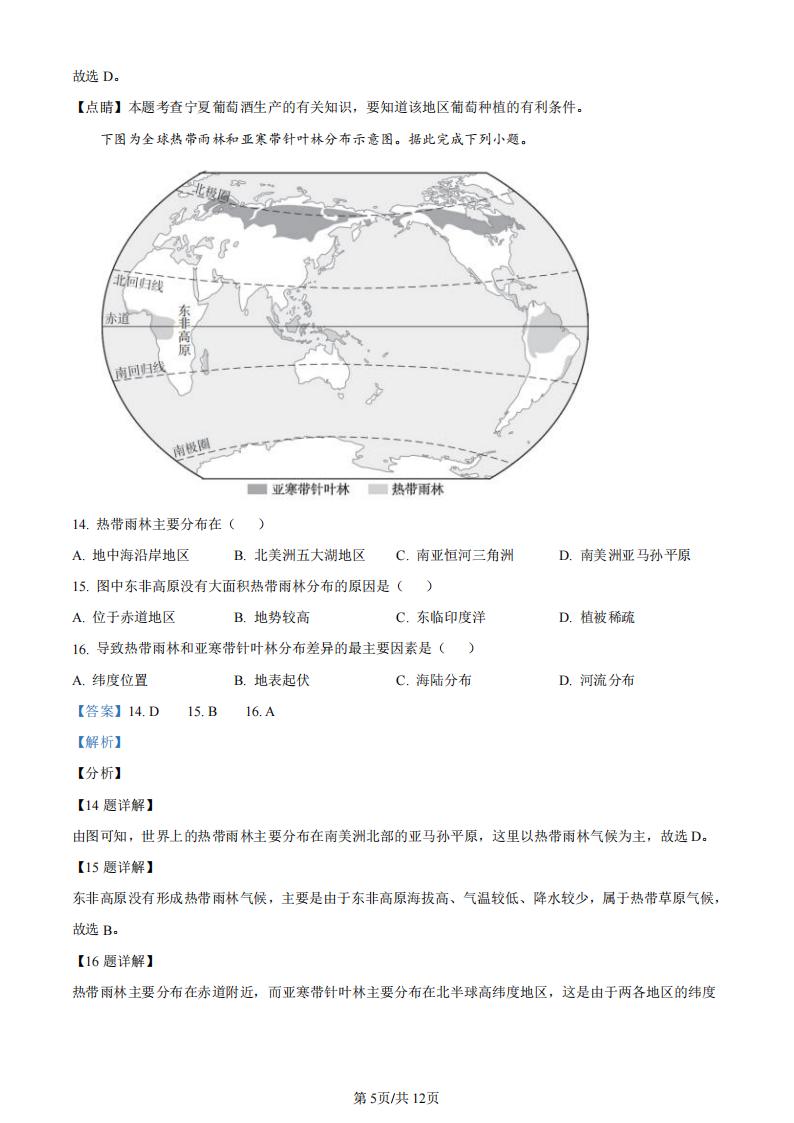 故选 D。
【点睛】本题考查宁夏葡萄酒生产的有关知识，要知道该地区葡萄种植的有利条件。
下图为全球热带雨林和亚寒带针叶林分布示意图。据此完成下列小题。
北极圈
北回归线
东非高原
赤道
南回归线
南极圈
亚寒带针叶林 热带雨林
14. 热带雨林主要分布在（ ）
A. 地中海沿岸地区 B. 北美洲五大湖地区 C. 南亚恒河三角洲 D. 南美洲亚马孙平原
15. 图中东非高原没有大面积热带雨林分布的原因是（ ）
A. 位于赤道地区 B. 地势较高 C. 东临印度洋 D. 植被稀疏
16. 导致热带雨林和亚寒带针叶林分布差异的最主要因素是（ ）
A. 纬度位置 B. 地表起伏 C. 海陆分布 D. 河流分布
【答案】14. D 15. B 16. A
【解析】
【分析】
【14 题详解】
由图可知，世界上的热带雨林主要分布在南美洲北部的亚马孙平原，这里以热带雨林气候为主，故选 D。
【15 题详解】
东非高原没有形成热带雨林气候，主要是由于东非高原海拔高、气温较低、降水较少，属于热带草原气候，
故选 B。
【16 题详解】
热带雨林主要分布在赤道附近，而亚寒带针叶林主要分布在北半球高纬度地区，这是由于两各地区的纬度
第 5页/共 12页